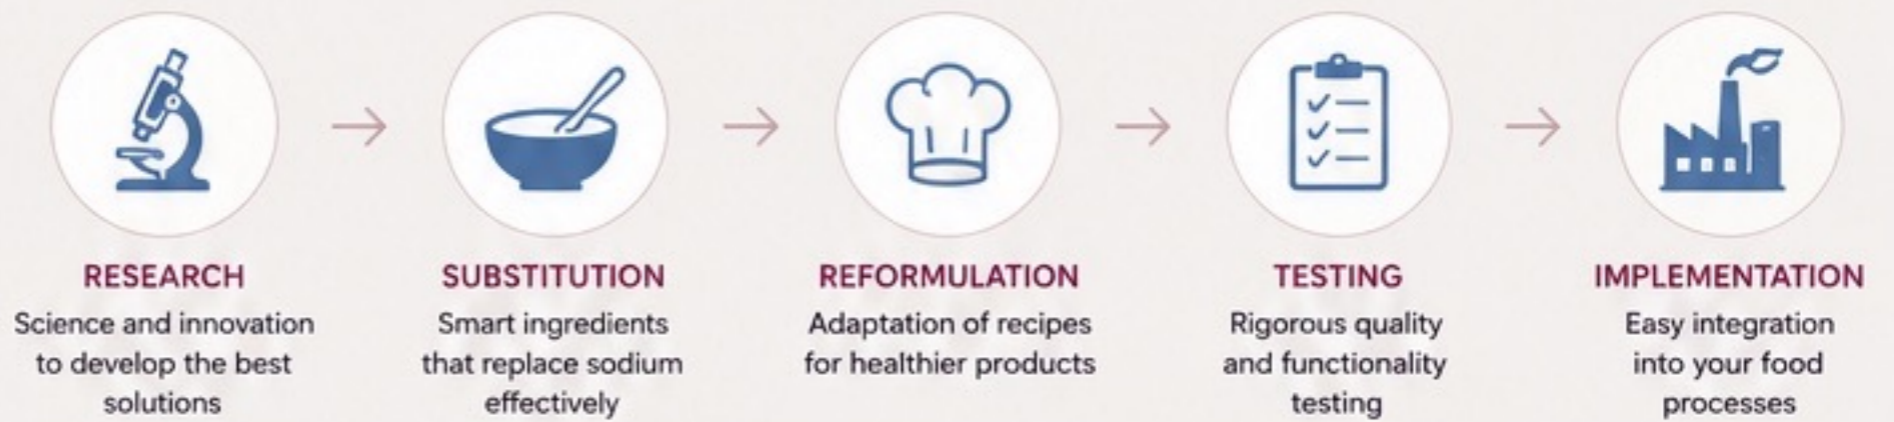 RESEARCH
Science and innovation
to develop the best
solutions
SUBSTITUTION
Smart ingredients
that replace sodium
effectively
REFORMULATION
Adaptation of recipes
for healthier products
TESTING
Rigorous quality
and functionality
testing
IMPLEMENTATION
Easy integration
into your food
processes